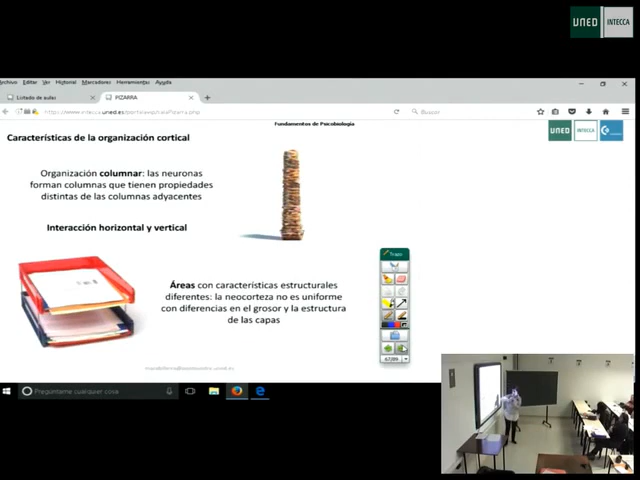 UNED INTECCA
Archivo Editar Ver Historial Marcadores Herramientas Ayuda
Listado de aulas
PIZARRA
Buscar
Fundamentos de Psicobiología
UNED INTECCA
Características de la organización cortical
Organización columnar: las neuronas
forman columnas que tienen propiedades
distintas de las columnas adyacentes
Interacción horizontal y vertical
Trazo
Áreas con características estructurales
diferentes: la neocorteza no es uniforme
con diferencias en el grosor y la estructura
de las capas
Pregúntame cualquier cosa